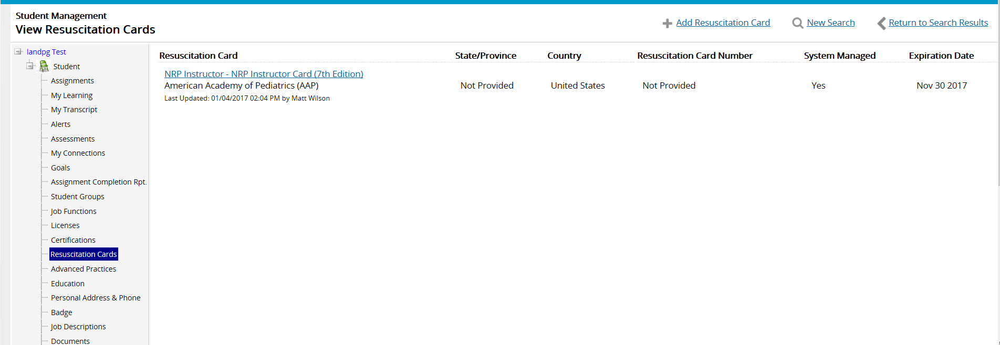 Student Management
View Resuscitation Cards
Add Resuscitation Card
New Search
Return to Search Results
landpg Test
Student
Assignments
My Learning
My Transcript
Alerts
Assessments
My Connections
Goals
Assignment Completion Rpt.
Student Groups
Job Functions
Licenses
Certifications
Resuscitation Cards
Advanced Practices
Education
Personal Address & Phone
Badge
Job Descriptions
Documents
Resuscitation Card State/Province Country Resuscitation Card Number System Managed Expiration Date
NRP Instructor - NRP Instructor Card (7th Edition)
American Academy of Pediatrics (AAP) Not Provided United States Not Provided Yes Nov 30 2017
Last Updated: 01/04/2017 02:04 PM by Matt Wilson